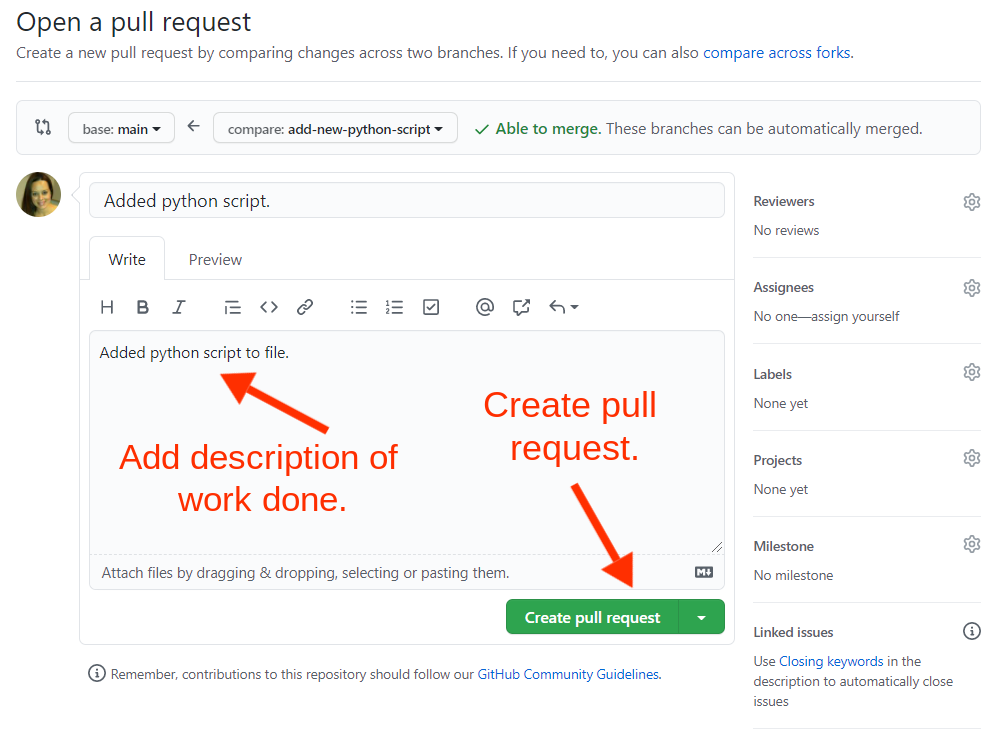 Open a pull request
Create a new pull request by comparing changes across two branches. If you need to, you can also compare across forks.
base: main
compare: add-new-python-script
Able to merge. These branches can be automatically merged.
Added python script.
Write
Preview
H B I
Added python script to file.
Add description of
work done.
Create pull
request.
Attach files by dragging & dropping, selecting or pasting them.
Create pull request
Remember, contributions to this repository should follow our GitHub Community Guidelines.
Reviewers
No reviews
Assignees
No one—assign yourself
Labels
None yet
Projects
None yet
Milestone
No milestone
Linked issues
Use Closing keywords in the
description to automatically close
issues